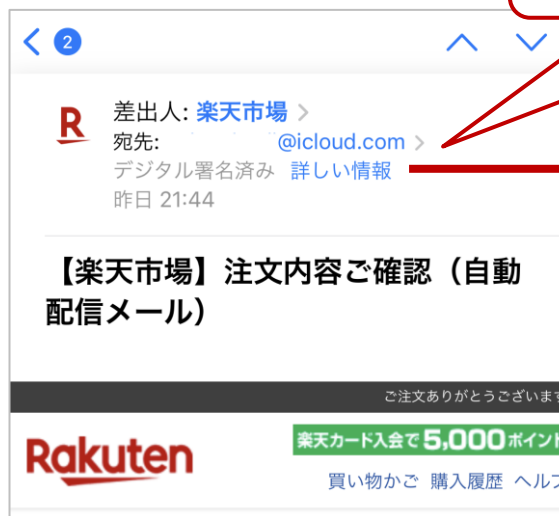 2
R
差出人: 楽天市場
宛先: @icloud.com
デジタル署名済み 詳しい情報
昨日 21:44
【楽天市場】注文内容ご確認（自動
配信メール）
ご注文ありがとうございます
楽天カード入会で5,000ポイント
Rakuten
買い物かご 購入履歴 ヘルプ